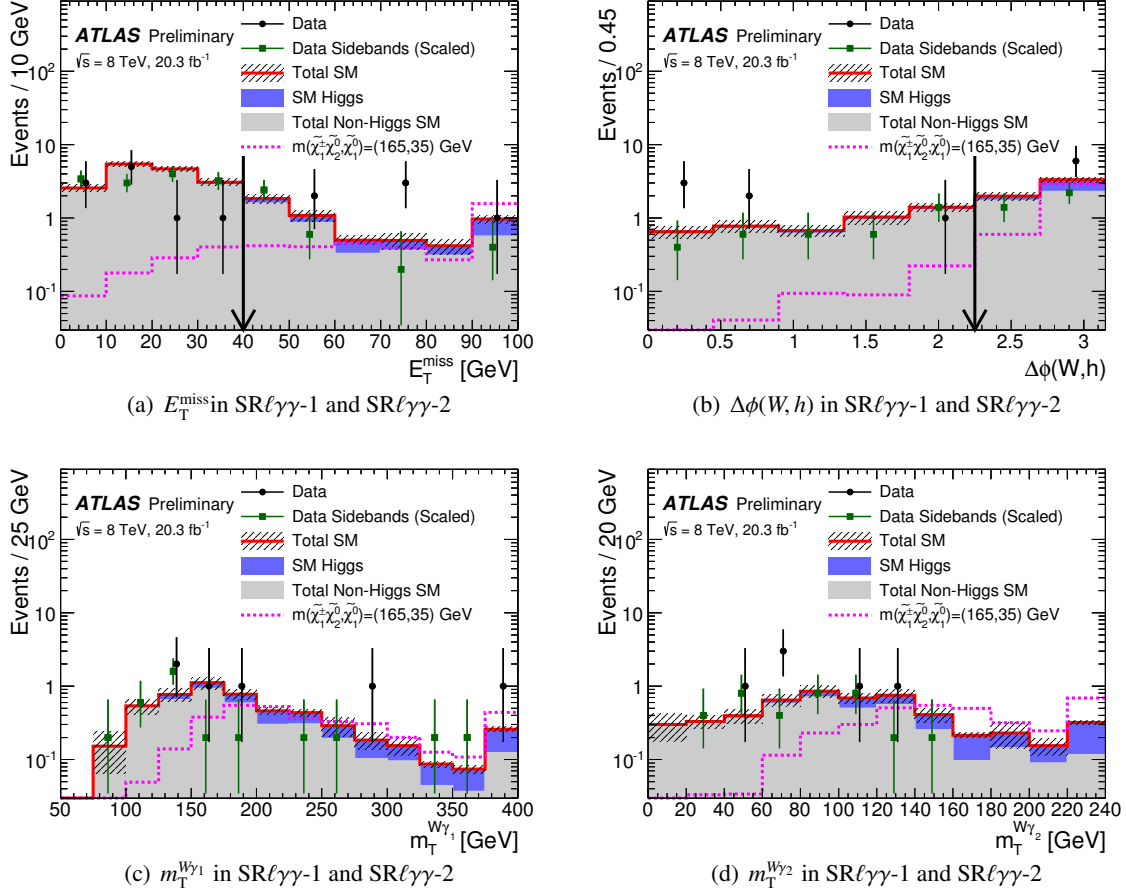 Events / 10 GeV
10²
10
1
10⁻¹
ATLAS Preliminary
√s = 8 TeV, 20.3 fb⁻¹
Data
Data Sidebands (Scaled)
Total SM
SM Higgs
Total Non-Higgs SM
m(χ̃₁±χ̃₂⁰,χ̃₁⁰)=(165,35) GeV
0 10 20 30 40 50 60 70 80 90 100
E_T^miss [GeV]
(a) E_T^miss in SRℓγγ-1 and SRℓγγ-2
Events / 0.45
10²
10
1
10⁻¹
ATLAS Preliminary
√s = 8 TeV, 20.3 fb⁻¹
Data
Data Sidebands (Scaled)
Total SM
SM Higgs
Total Non-Higgs SM
m(χ̃₁±χ̃₂⁰,χ̃₁⁰)=(165,35) GeV
0 0.5 1 1.5 2 2.5 3
Δϕ(W,h)
(b) Δϕ(W, h) in SRℓγγ-1 and SRℓγγ-2
Events / 25 GeV
10²
10
1
10⁻¹
ATLAS Preliminary
√s = 8 TeV, 20.3 fb⁻¹
Data
Data Sidebands (Scaled)
Total SM
SM Higgs
Total Non-Higgs SM
m(χ̃₁±χ̃₂⁰,χ̃₁⁰)=(165,35) GeV
50 100 150 200 250 300 350 400
m_T^Wγ₁ [GeV]
(c) m_T^Wγ₁ in SRℓγγ-1 and SRℓγγ-2
Events / 20 GeV
10²
10
1
10⁻¹
ATLAS Preliminary
√s = 8 TeV, 20.3 fb⁻¹
Data
Data Sidebands (Scaled)
Total SM
SM Higgs
Total Non-Higgs SM
m(χ̃₁±χ̃₂⁰,χ̃₁⁰)=(165,35) GeV
0 20 40 60 80 100 120 140 160 180 200 220 240
m_T^Wγ₂ [GeV]
(d) m_T^Wγ₂ in SRℓγγ-1 and SRℓγγ-2